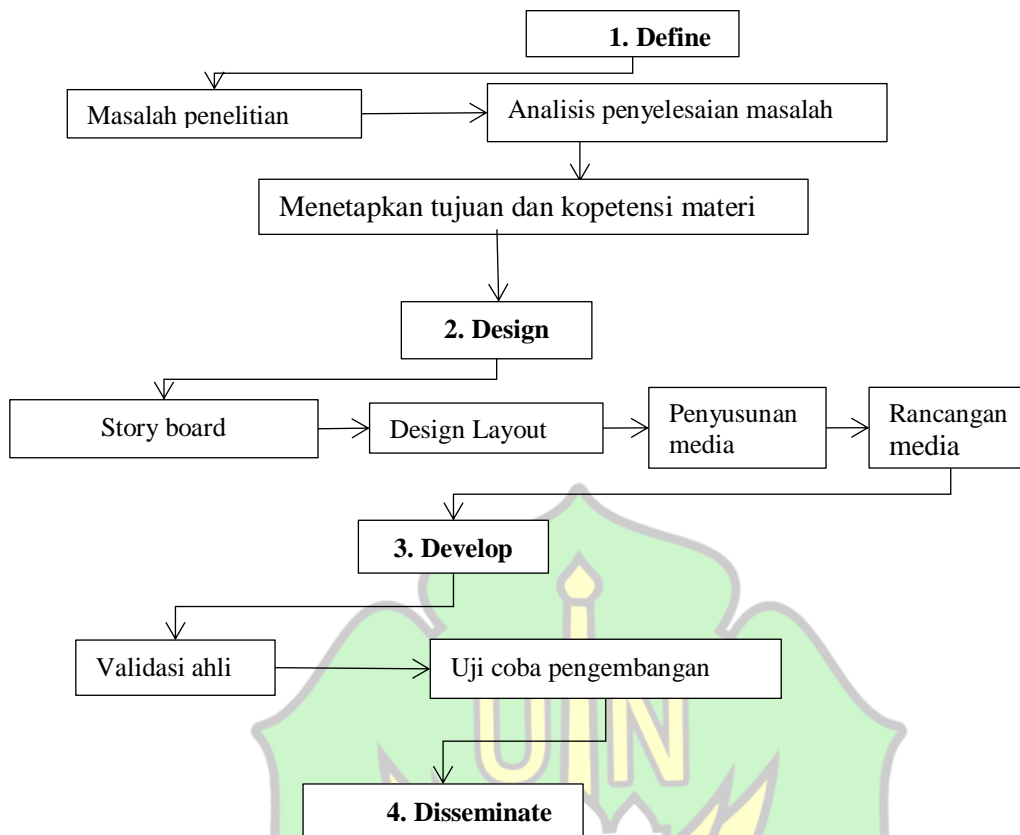 1. Define
Masalah penelitian
Analisis penyelesaian masalah
Menetapkan tujuan dan kopetensi materi
2. Design
Story board
Design Layout
Penyusunan
media
Rancangan
media
3. Develop
Validasi ahli
Uji coba pengembangan
UIN
4. Disseminate